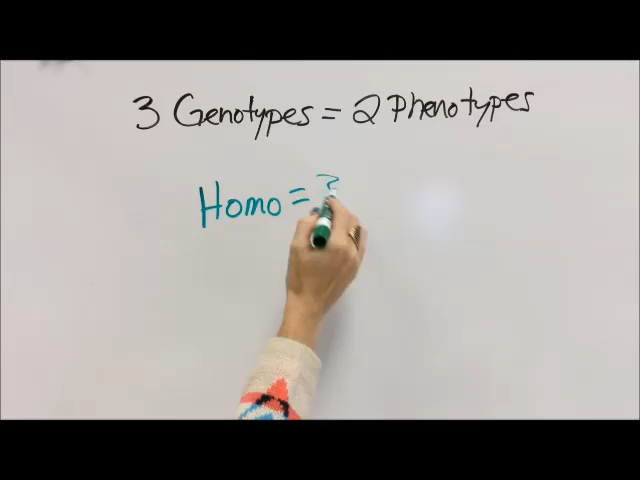 3 Genotypes = 2 Phenotypes
Homo =